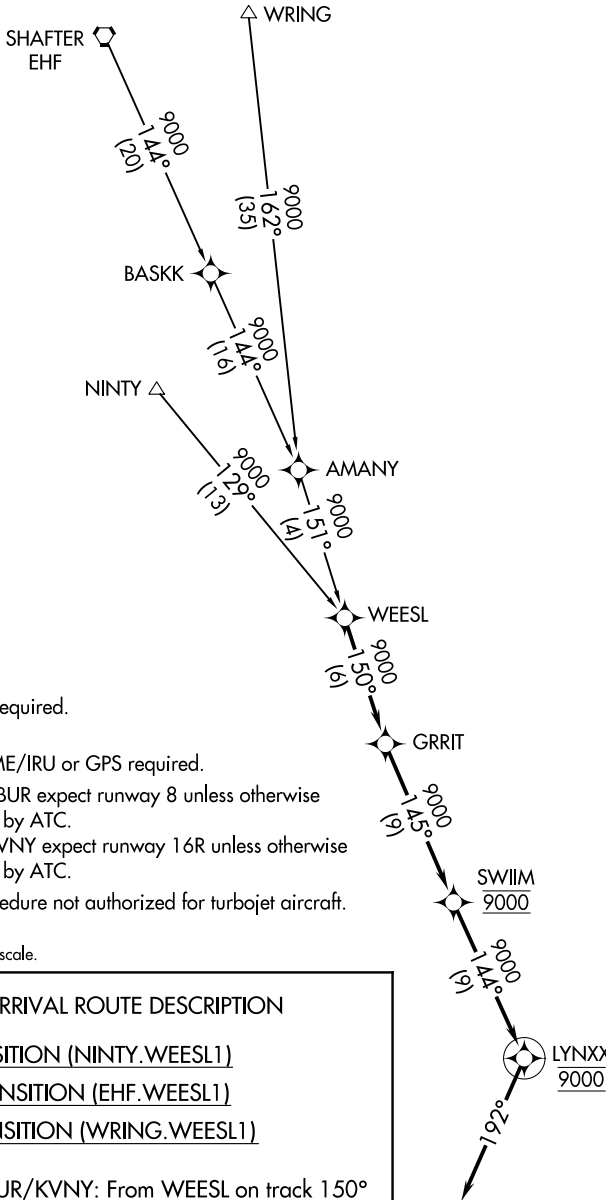 WRING
SHAFTER
EHF
9000
144°
(20)
9000
162°
(35)
BASKK
9000
144°
(16)
NINTY
AMANY
9000
129°
(13)
9000
151°
(4)
WEESL
9000
150°
(6)
equired.
GRRIT
ME/IRU or GPS required.
BUR expect runway 8 unless otherwise
by ATC.
VNY expect runway 16R unless otherwise
by ATC.
9000
145°
(9)
SWIIM
9000
edure not authorized for turbojet aircraft.
scale.
9000
144°
(9)
RRIVAL ROUTE DESCRIPTION
SITION (NINTY.WEESL1)
LYNXX
9000
NSITION (EHF.WEESL1)
NSITION (WRING.WEESL1)
192°
UR/KVNY: From WEESL on track 150°